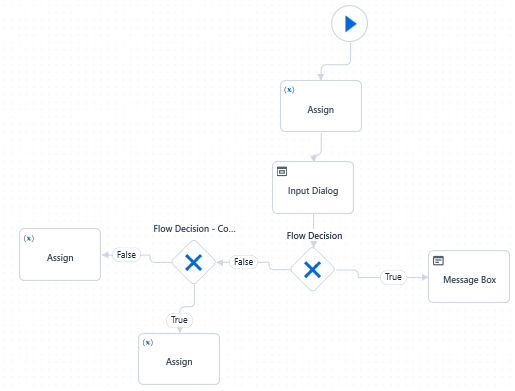 (x)
Assign
Input Dialog
Flow Decision - Co...
Flow Decision
(x)
Assign
False
False
True
Message Box
True
(x)
Assign